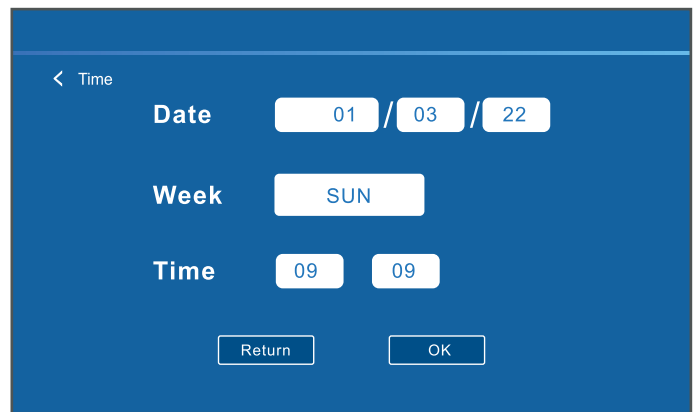 < Time
Date 01 / 03 / 22
Week SUN
Time 09 09
Return OK